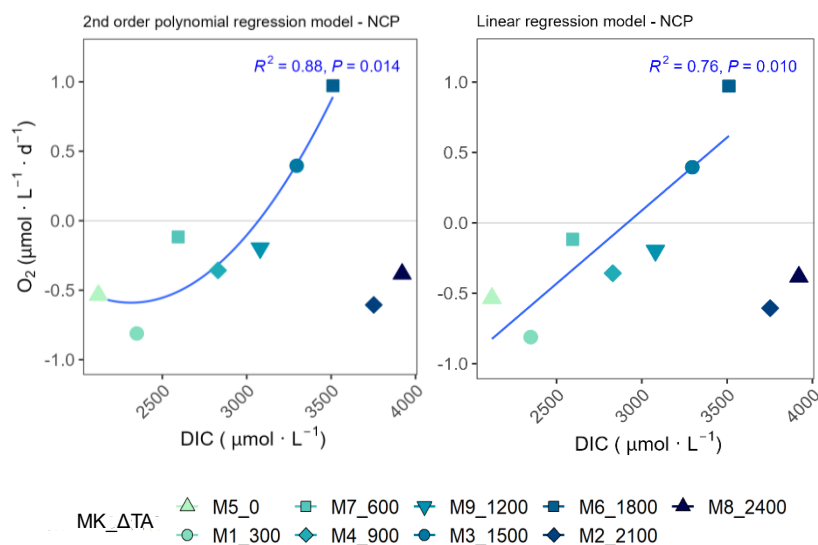 2nd order polynomial regression model - NCP
R² = 0.88, P = 0.014
1.0
0.5
0.0
-0.5
-1.0
O₂ (μmol · L⁻¹ · d⁻¹)
2500
3000
3500
4000
DIC ( μmol · L⁻¹)
Linear regression model - NCP
R² = 0.76, P = 0.010
1.0
0.5
0.0
-0.5
-1.0
2500
3000
3500
4000
DIC ( μmol · L⁻¹)
MK_ΔTA
M5_0 M7_600 M9_1200 M6_1800 M8_2400
M1_300 M4_900 M3_1500 M2_2100